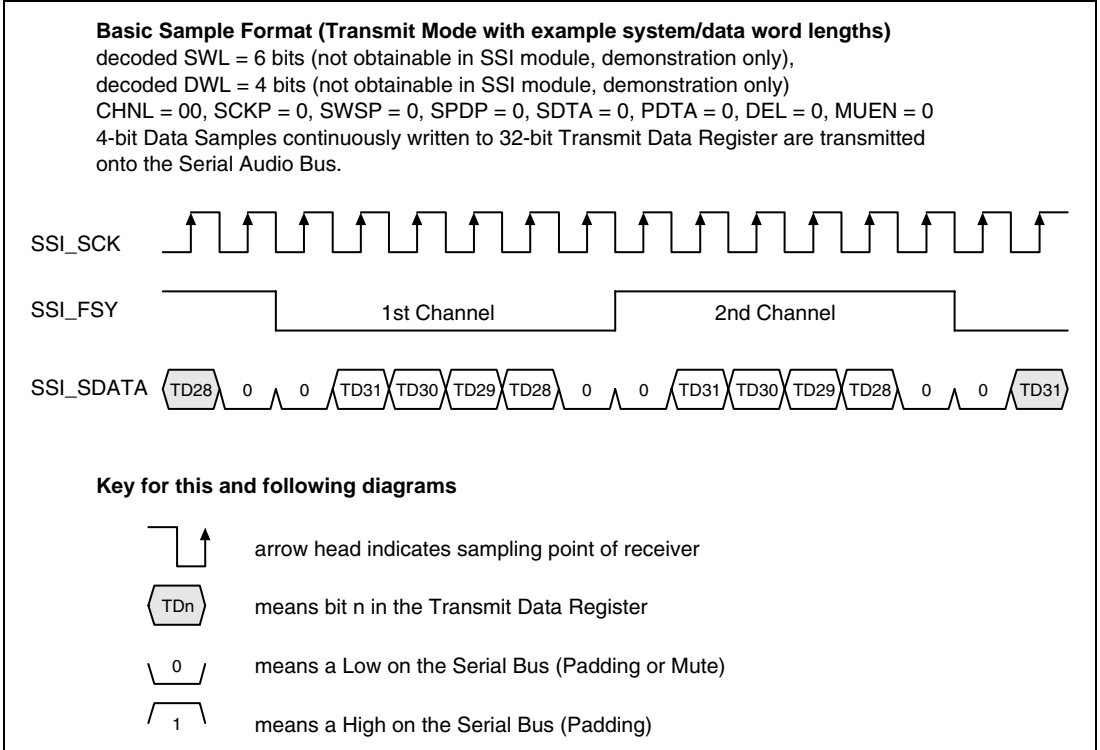 Basic Sample Format (Transmit Mode with example system/data word lengths)
decoded SWL = 6 bits (not obtainable in SSI module, demonstration only),
decoded DWL = 4 bits (not obtainable in SSI module, demonstration only)
CHNL = 00, SCKP = 0, SWSP = 0, SPDP = 0, SDTA = 0, PDTA = 0, DEL = 0, MUEN = 0
4-bit Data Samples continuously written to 32-bit Transmit Data Register are transmitted
onto the Serial Audio Bus.
SSI_SCK
SSI_FSY 1st Channel 2nd Channel
SSI_SDATA TD28 0 0 TD31 TD30 TD29 TD28 0 0 TD31 TD30 TD29 TD28 0 0 TD31
Key for this and following diagrams
arrow head indicates sampling point of receiver
TDn means bit n in the Transmit Data Register
0 means a Low on the Serial Bus (Padding or Mute)
1 means a High on the Serial Bus (Padding)